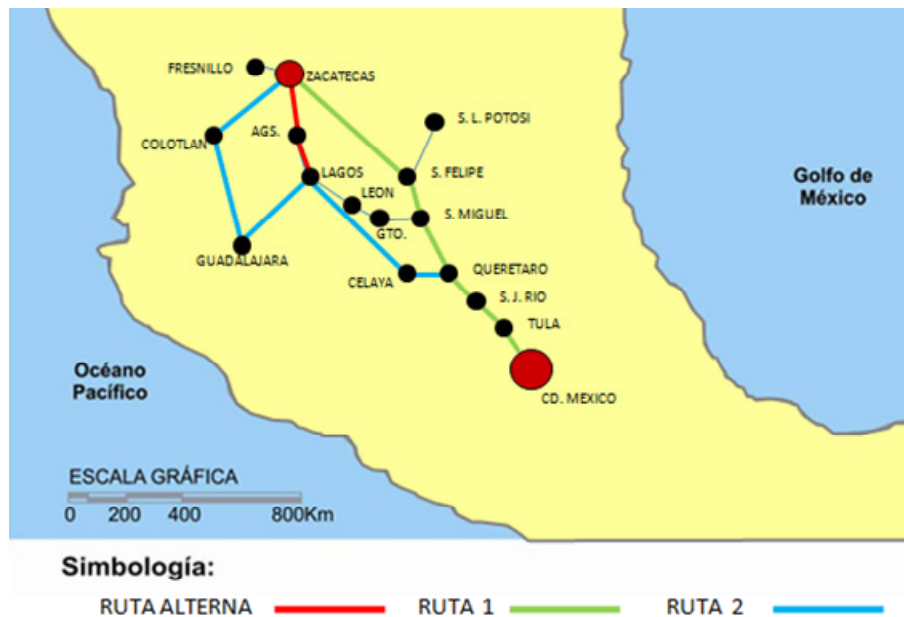 FRESNILLO
ZACATECAS
S. L. POTOSI
COLOTLAN
AGS.
LAGOS
S. FELIPE
LEON
Golfo de
México
S. MIGUEL
GTO.
GUADALAJARA
QUERETARO
CELAYA
S. J. RIO
TULA
Océano
Pacífico
CD. MEXICO
ESCALA GRÁFICA
0 200 400 800Km
Simbología:
RUTA ALTERNA RUTA 1 RUTA 2